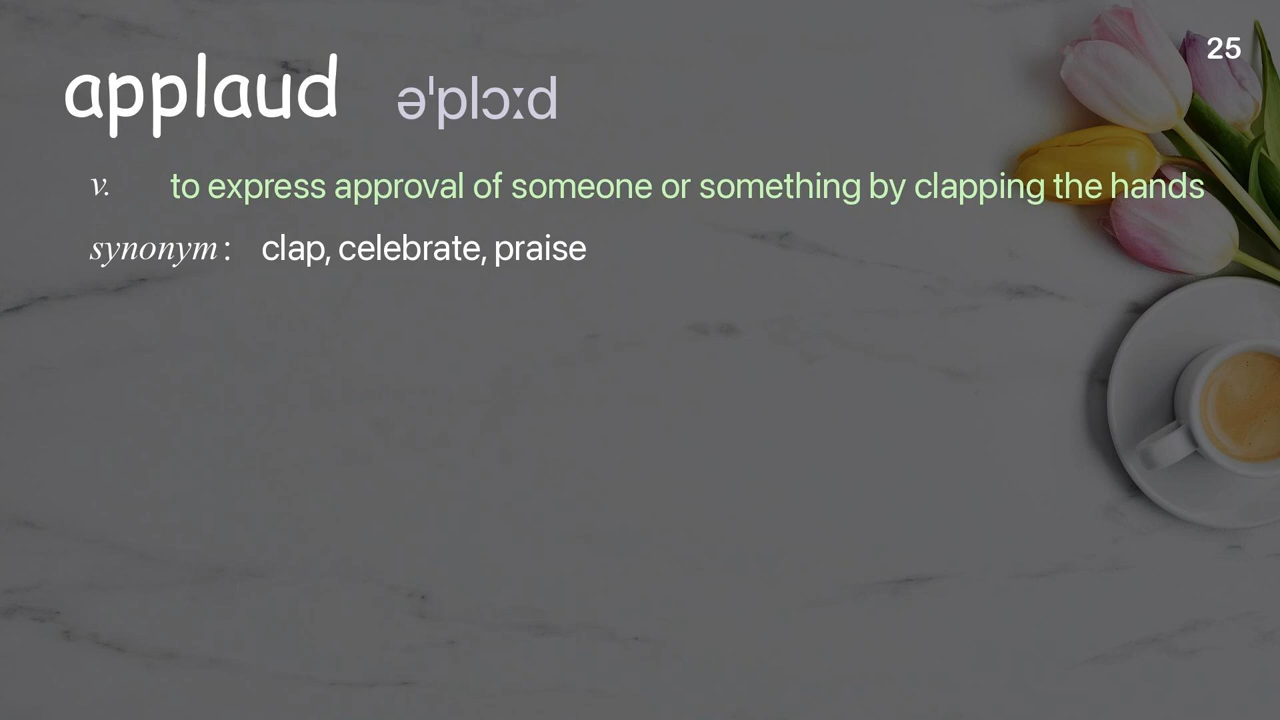 25
applaud əˈplɔːd
v. to express approval of someone or something by clapping the hands
synonym: clap, celebrate, praise